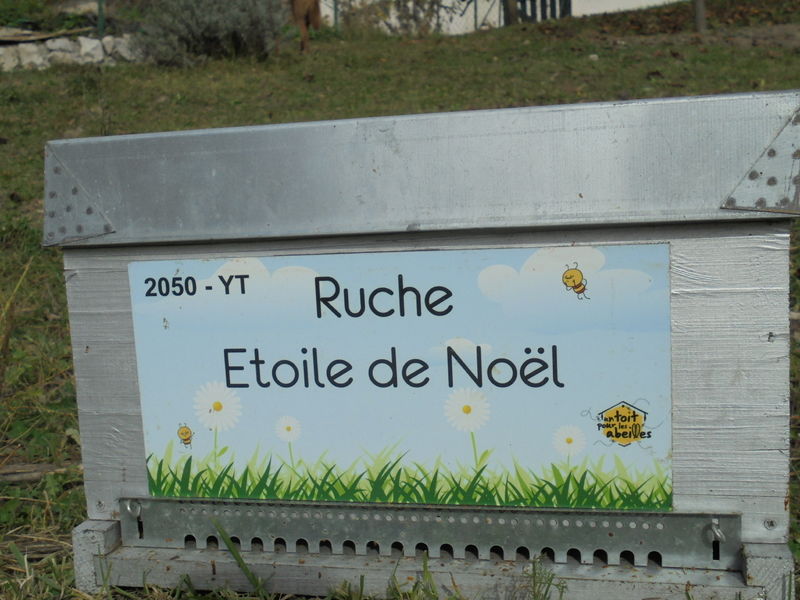 2050 - YT
Ruche
Etoile de Noël
un toit
pour les
abeilles